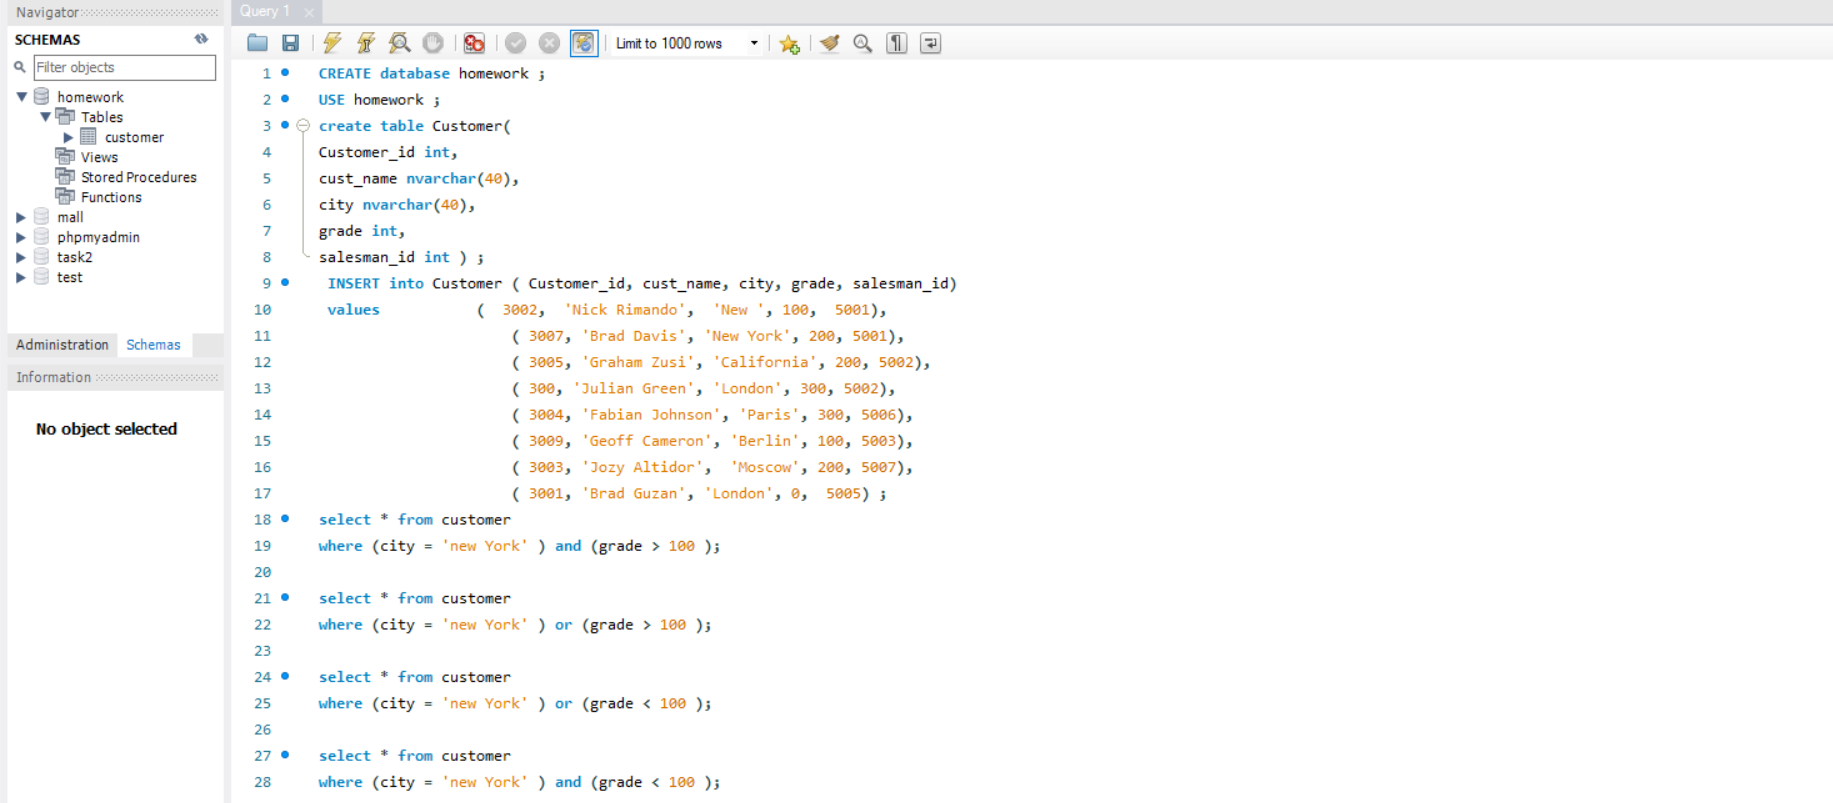 Navigator
SCHEMAS
Filter objects
homework
Tables
customer
Views
Stored Procedures
Functions
mall
phpmyadmin
task2
test
Administration Schemas
Information
No object selected
Query 1
Limit to 1000 rows
1 CREATE database homework ;
2 USE homework ;
3 create table Customer(
4 Customer_id int,
5 cust_name nvarchar(40),
6 city nvarchar(40),
7 grade int,
8 salesman_id int ) ;
9 INSERT into Customer ( Customer_id, cust_name, city, grade, salesman_id)
10 values ( 3002, 'Nick Rimando', 'New ', 100, 5001),
11 ( 3007, 'Brad Davis', 'New York', 200, 5001),
12 ( 3005, 'Graham Zusi', 'California', 200, 5002),
13 ( 300, 'Julian Green', 'London', 300, 5002),
14 ( 3004, 'Fabian Johnson', 'Paris', 300, 5006),
15 ( 3009, 'Geoff Cameron', 'Berlin', 100, 5003),
16 ( 3003, 'Jozy Altidor', 'Moscow', 200, 5007),
17 ( 3001, 'Brad Guzan', 'London', 0, 5005) ;
18 select * from customer
19 where (city = 'new York' ) and (grade > 100 );
20
21 select * from customer
22 where (city = 'new York' ) or (grade > 100 );
23
24 select * from customer
25 where (city = 'new York' ) or (grade < 100 );
26
27 select * from customer
28 where (city = 'new York' ) and (grade < 100 );